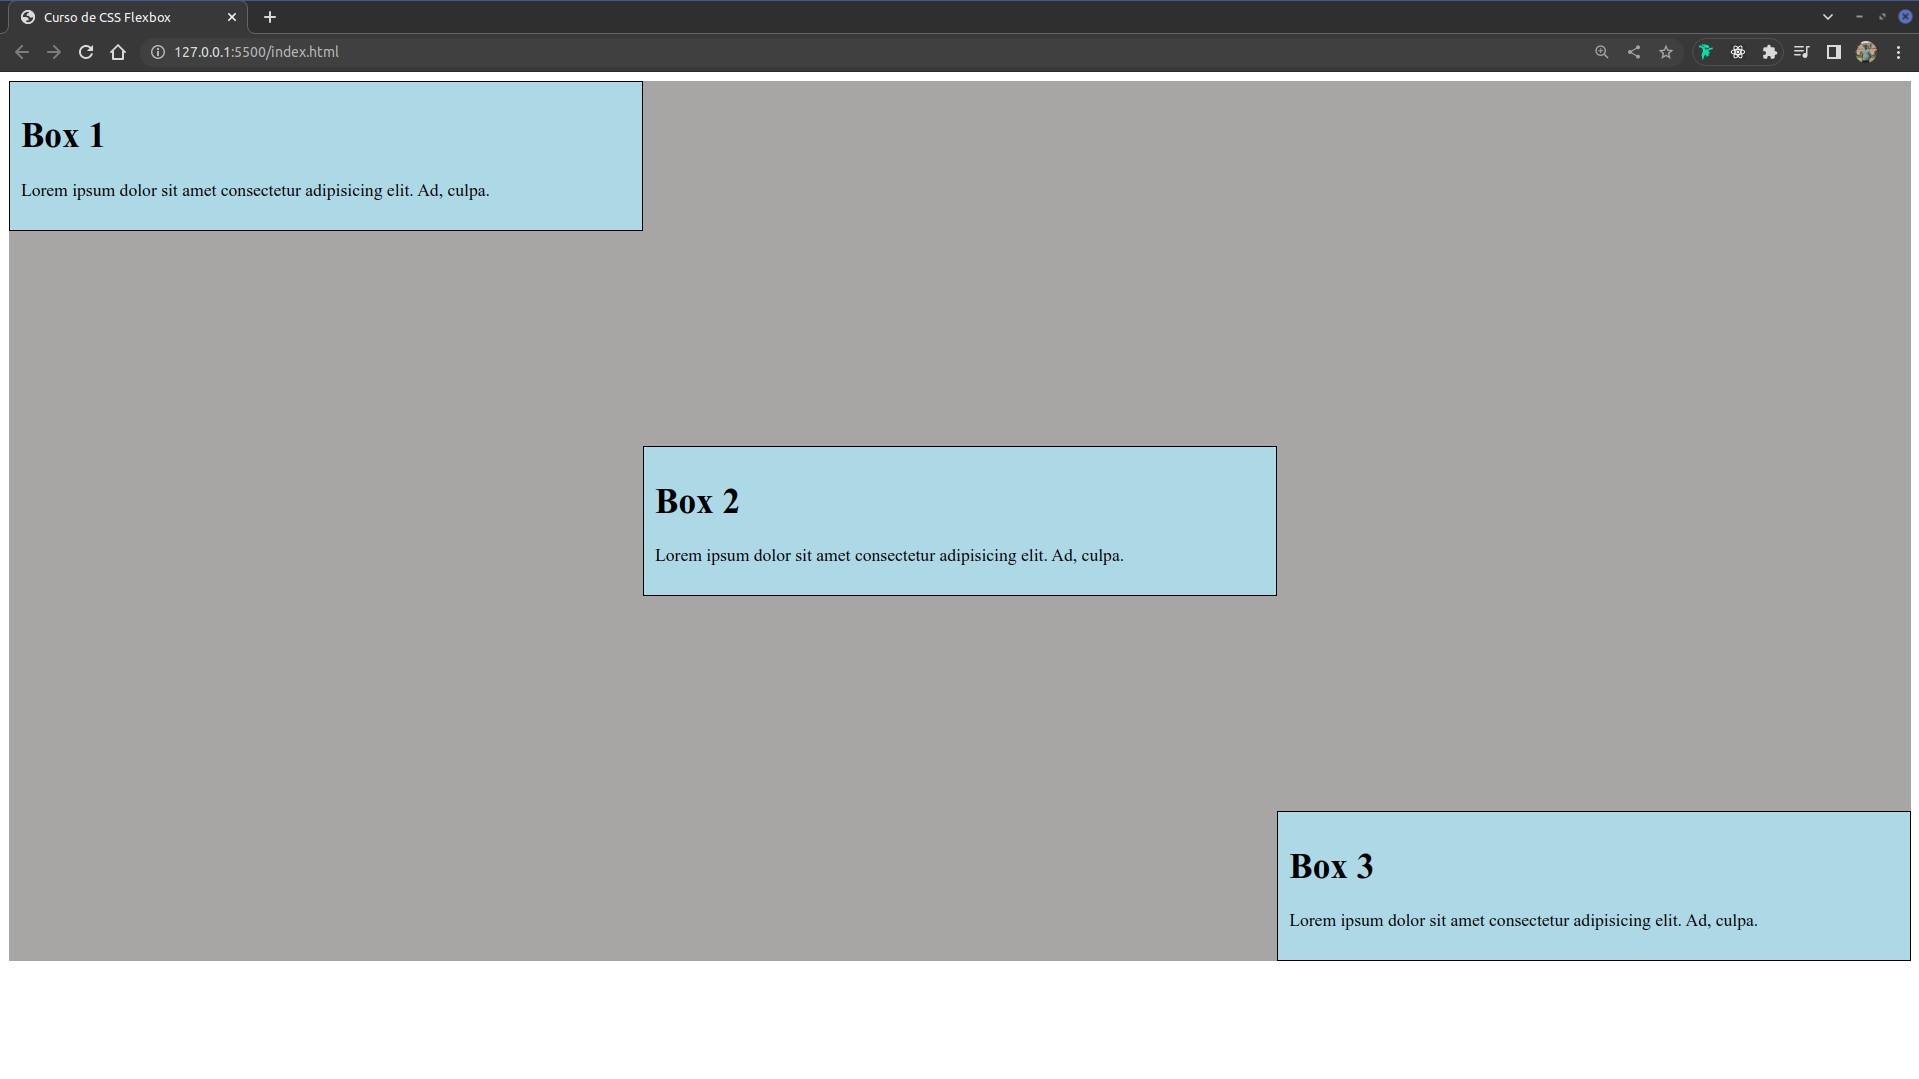 Curso de CSS Flexbox
127.0.0.1:5500/index.html
Box 1
Lorem ipsum dolor sit amet consectetur adipisicing elit. Ad, culpa.
Box 2
Lorem ipsum dolor sit amet consectetur adipisicing elit. Ad, culpa.
Box 3
Lorem ipsum dolor sit amet consectetur adipisicing elit. Ad, culpa.